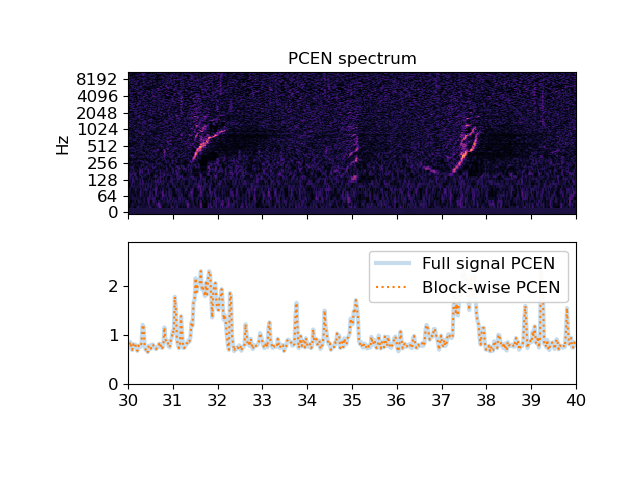 PCEN spectrum
8192
4096
2048
1024
512
256
128
64
0
Hz
Full signal PCEN
Block-wise PCEN
2
1
0
30 31 32 33 34 35 36 37 38 39 40